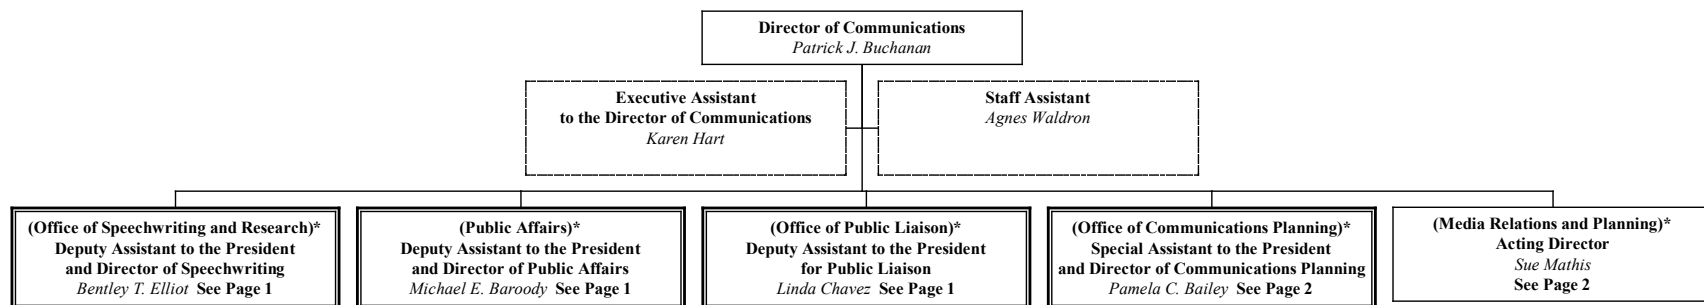 Director of Communications
Patrick J. Buchanan
Executive Assistant
to the Director of Communications
Karen Hart
Staff Assistant
Agnes Waldron
(Office of Speechwriting and Research)*
Deputy Assistant to the President
and Director of Speechwriting
Bentley T. Elliot See Page 1
(Public Affairs)*
Deputy Assistant to the President
and Director of Public Affairs
Michael E. Baroody See Page 1
(Office of Public Liaison)*
Deputy Assistant to the President
for Public Liaison
Linda Chavez See Page 1
(Office of Communications Planning)*
Special Assistant to the President
and Director of Communications Planning
Pamela C. Bailey See Page 2
(Media Relations and Planning)*
Acting Director
Sue Mathis
See Page 2